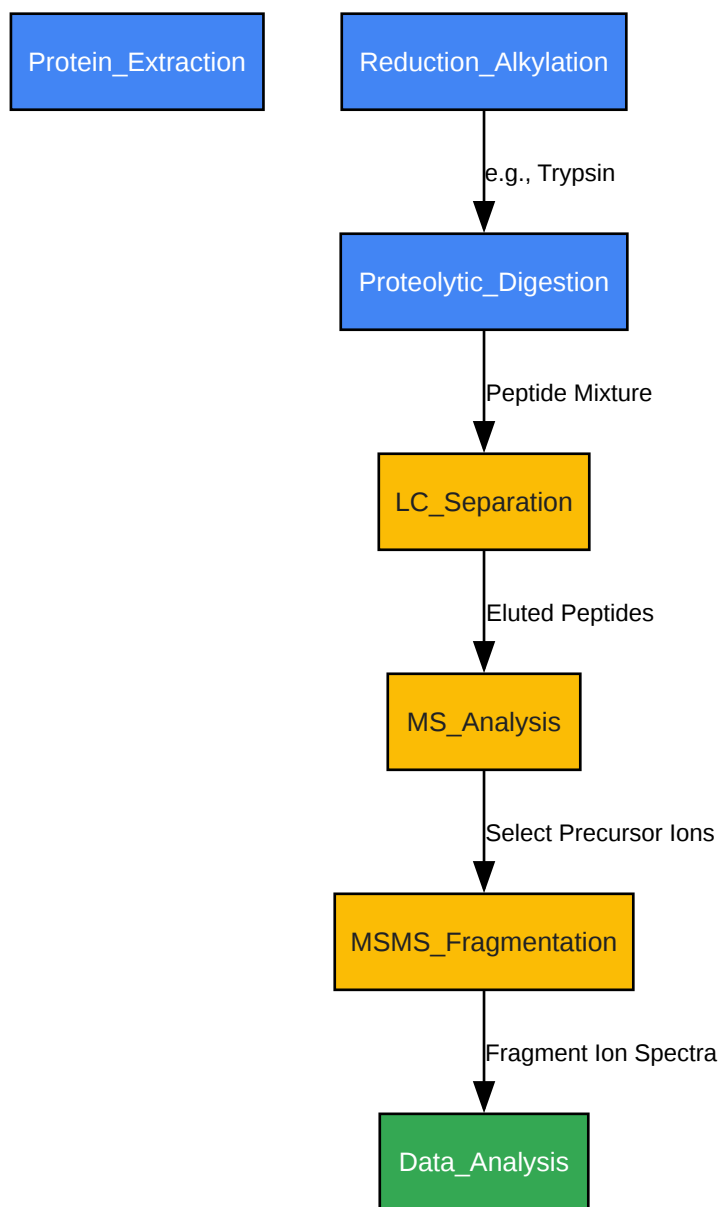 Protein_Extraction
Reduction_Alkylation
e.g., Trypsin
Proteolytic_Digestion
Peptide Mixture
LC_Separation
Eluted Peptides
MS_Analysis
Select Precursor Ions
MSMS_Fragmentation
Fragment Ion Spectra
Data_Analysis